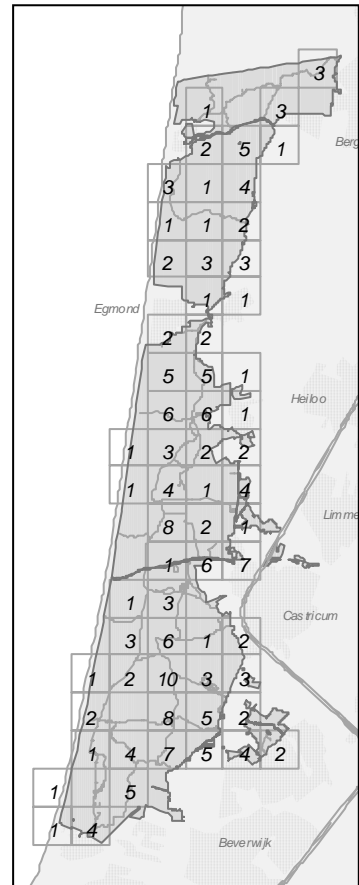 3
1 3
2 5 1
Berg
3 1 4
1 1 2
2 3 3
1 1
Egmond
2 2
5 5 1
6 6 1
Heiloo
1 3 2 2
1 4 1 4
8 2 1
Limme
1 6 7
1 3
Castricum
3 6 1 2
1 2 10 3 3
2 8 5 2
1 4 7 5 4 2
1 5
1 4
Beverwijk